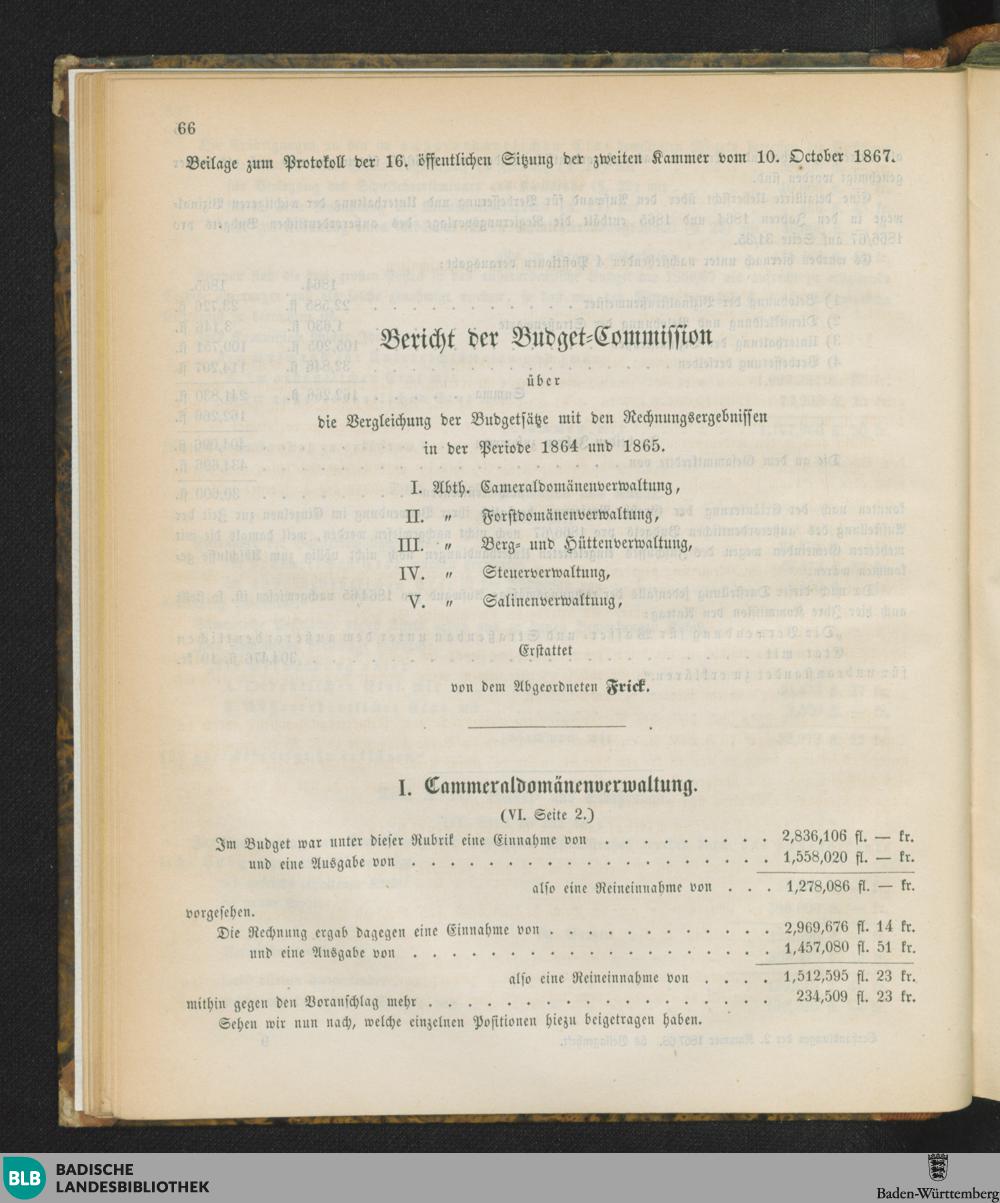 66
Beilage zum Protokoll der 16. öffentlichen Sitzung der zweiten Kammer vom 10. October 1867.
Bericht der Budget-Commission
über
die Vergleichung der Budgetsätze mit den Rechnungsergebnissen
in der Periode 1864 und 1865.
I. Abth. Cameraldomänenverwaltung,
II. „ Forstdomänenverwaltung,
III. „ Berg- und Hüttenverwaltung,
IV. „ Steuerverwaltung,
V. „ Salinenverwaltung,
Erstattet
von dem Abgeordneten Frick.
I. Cammeraldomänenverwaltung.
(VI. Seite 2.)
Im Budget war unter dieser Rubrik eine Einnahme von . . . . . . . . . . 2,836,106 fl. — kr.
und eine Ausgabe von . . . . . . . . . . . . . . . . . . . 1,558,020 fl. — kr.
also eine Reineinnahme von . . . 1,278,086 fl. — kr.
vorgesehen.
Die Rechnung ergab dagegen eine Einnahme von . . . . . . . . . . . . 2,969,676 fl. 14 kr.
und eine Ausgabe von . . . . . . . . . . . . . . . . . . . 1,457,080 fl. 51 kr.
also eine Reineinnahme von . . . . 1,512,595 fl. 23 kr.
mithin gegen den Voranschlag mehr . . . . . . . . . . . . . . . . . . 234,509 fl. 23 kr.
Sehen wir nun nach, welche einzelnen Positionen hiezu beigetragen haben.
BLB BADISCHE
LANDESBIBLIOTHEK
Baden-Württemberg